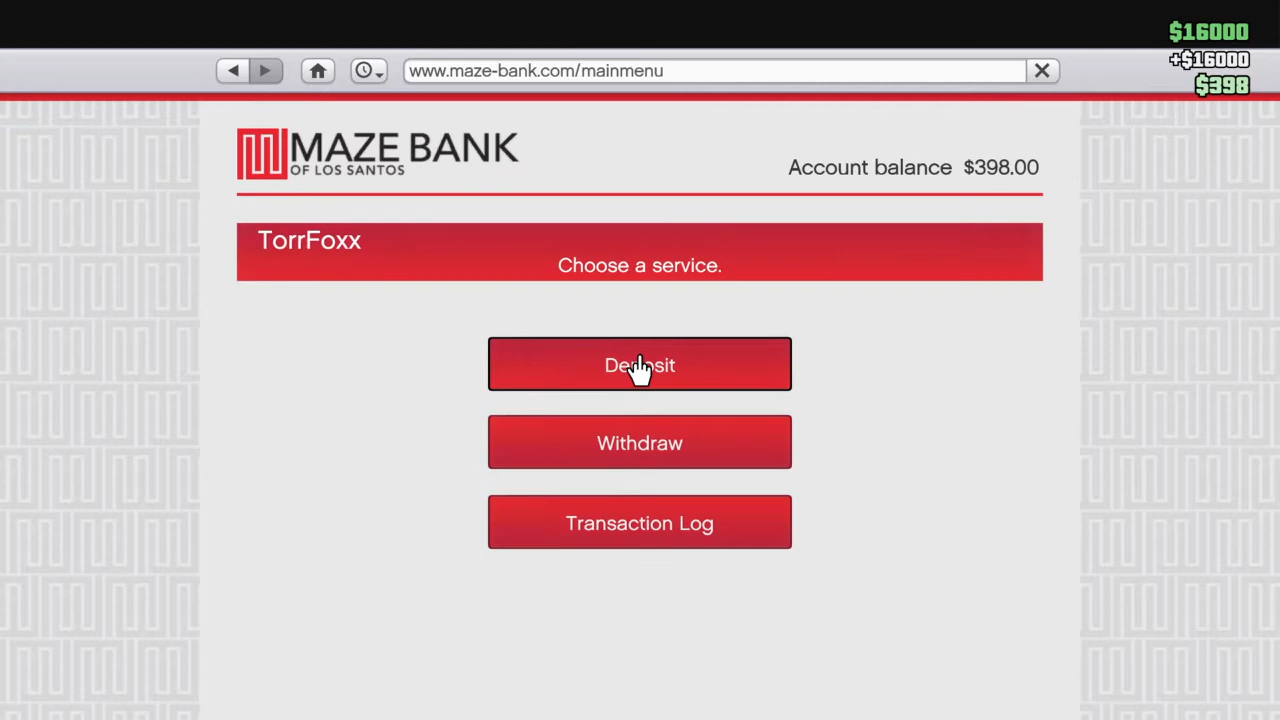 $16000
+$16000
$398
www.maze-bank.com/mainmenu
MAZE BANK
OF LOS SANTOS
Account balance $398.00
TorrFoxx
Choose a service.
Deposit
Withdraw
Transaction Log